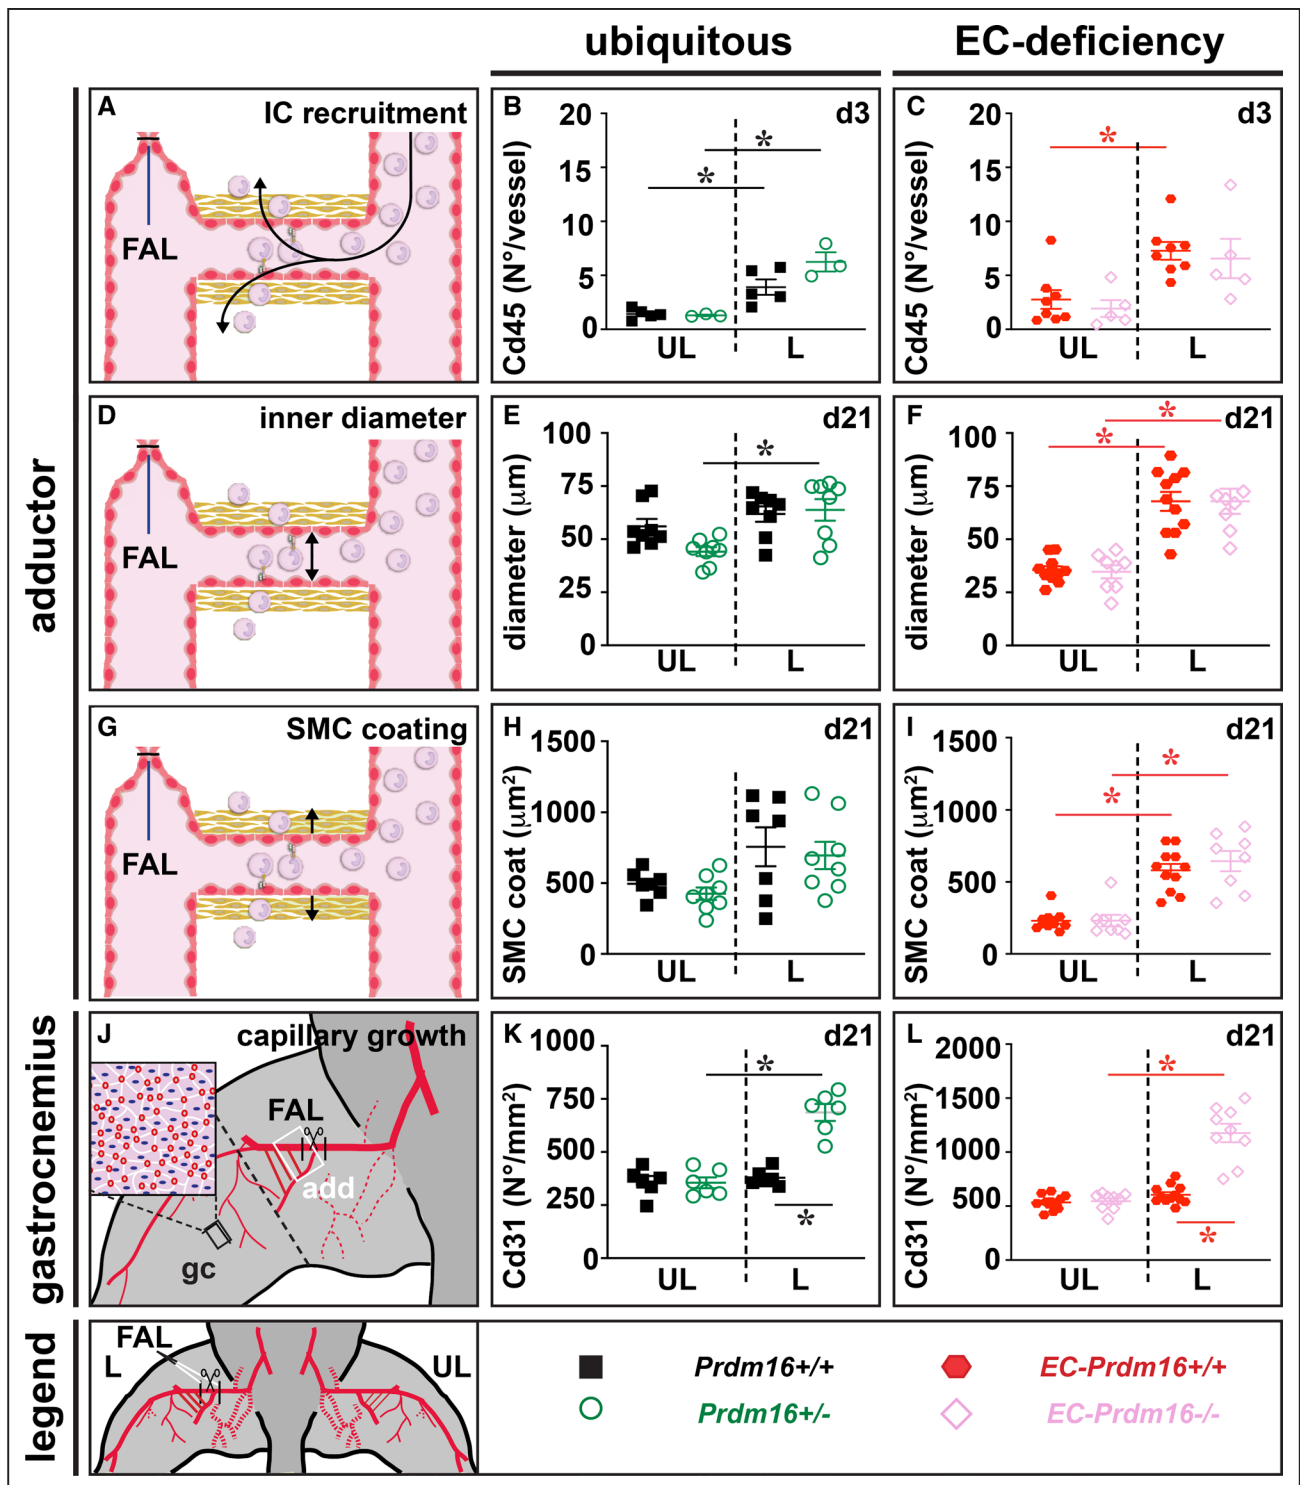 ubiquitous
EC-deficiency
adductor
gastrocnemius
legend
A
IC recruitment
FAL
B
d3
Cd45 (N°/vessel)
20
15
10
5
0
*
*
UL
L
C
d3
Cd45 (N°/vessel)
20
15
10
5
0
*
UL
L
D
inner diameter
FAL
E
d21
diameter (μm)
100
75
50
25
0
*
UL
L
F
d21
diameter (μm)
100
75
50
25
0
*
*
UL
L
G
SMC coating
FAL
H
d21
SMC coat (μm²)
1500
1000
500
0
UL
L
I
d21
SMC coat (μm²)
1500
1000
500
0
*
*
UL
L
J
capillary growth
FAL
add
gc
K
d21
Cd31 (N°/mm²)
1000
750
500
250
0
*
*
UL
L
L
d21
Cd31 (N°/mm²)
2000
1500
1000
500
0
*
*
UL
L
FAL
L
UL
Prdm16+/+
Prdm16+/-
EC-Prdm16+/+
EC-Prdm16-/-